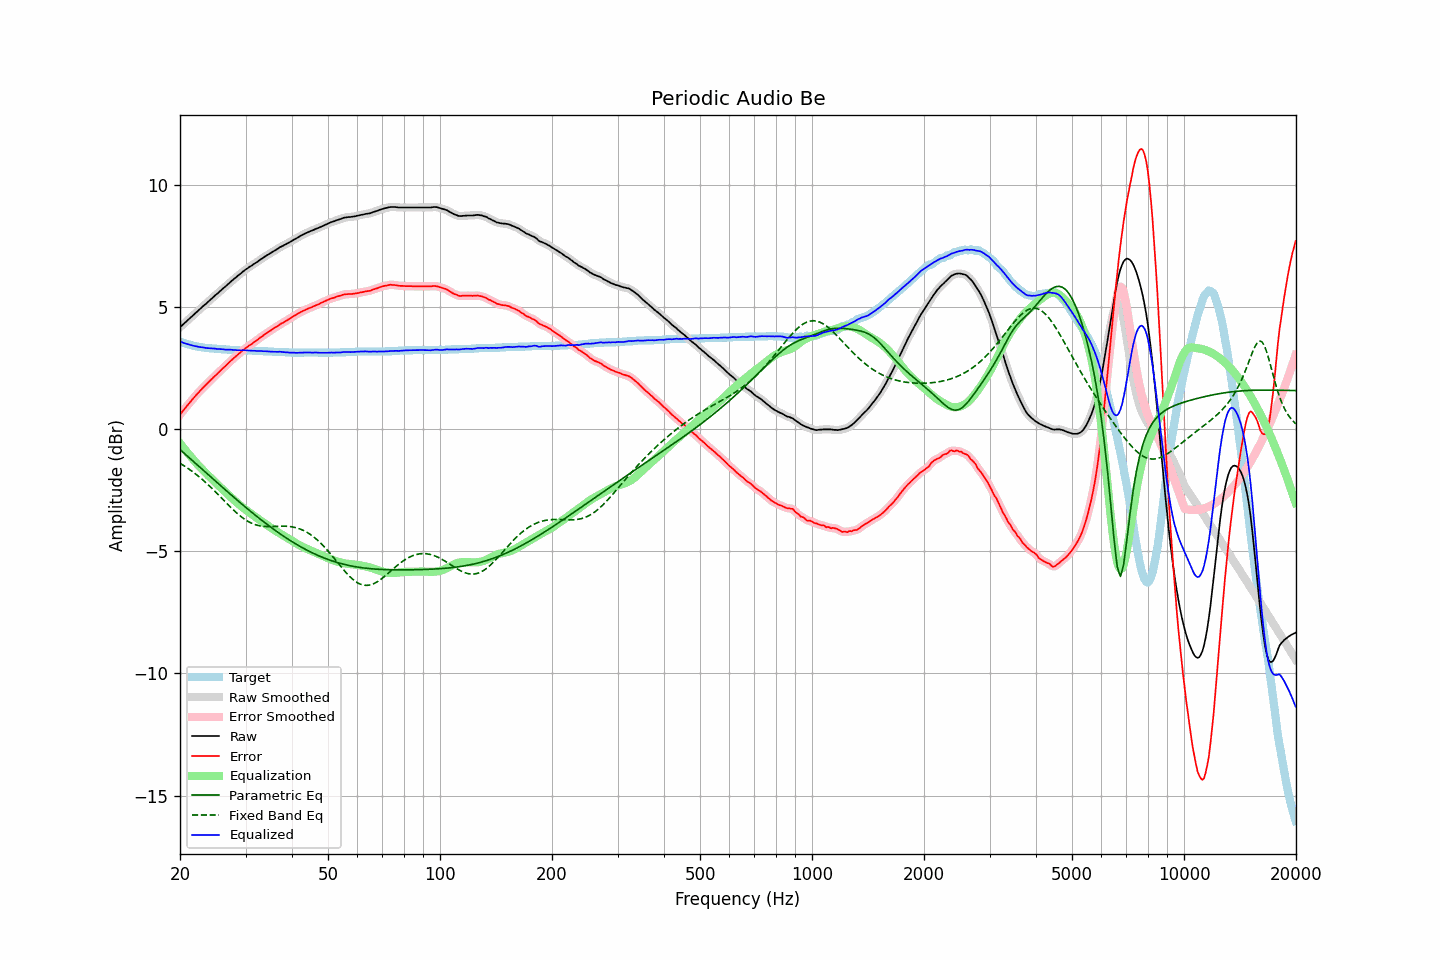 Periodic Audio Be
Amplitude (dBr)
10
5
0
−5
−10
−15
Target
Raw Smoothed
Error Smoothed
Raw
Error
Equalization
Parametric Eq
Fixed Band Eq
Equalized
20 50 100 200 500 1000 2000 5000 10000 20000
Frequency (Hz)